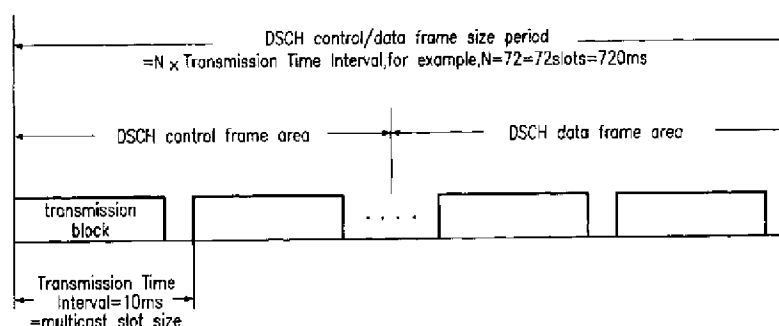 DSCH control/data frame size period
=N × Transmission Time Interval,for example,N=72=72slots=720ms
DSCH control frame area
DSCH data frame area
transmission
block
. . . .
Transmission Time
Interval=10ms
=multicast slot size